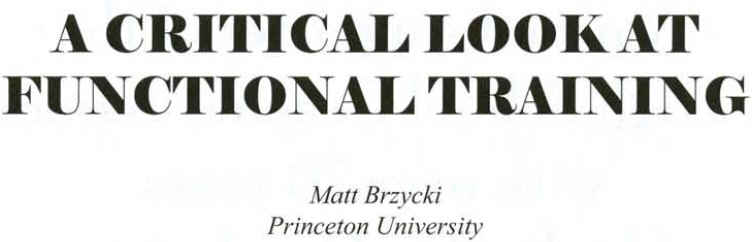 A CRITICAL LOOK AT
FUNCTIONAL TRAINING
Matt Brzycki
Princeton University